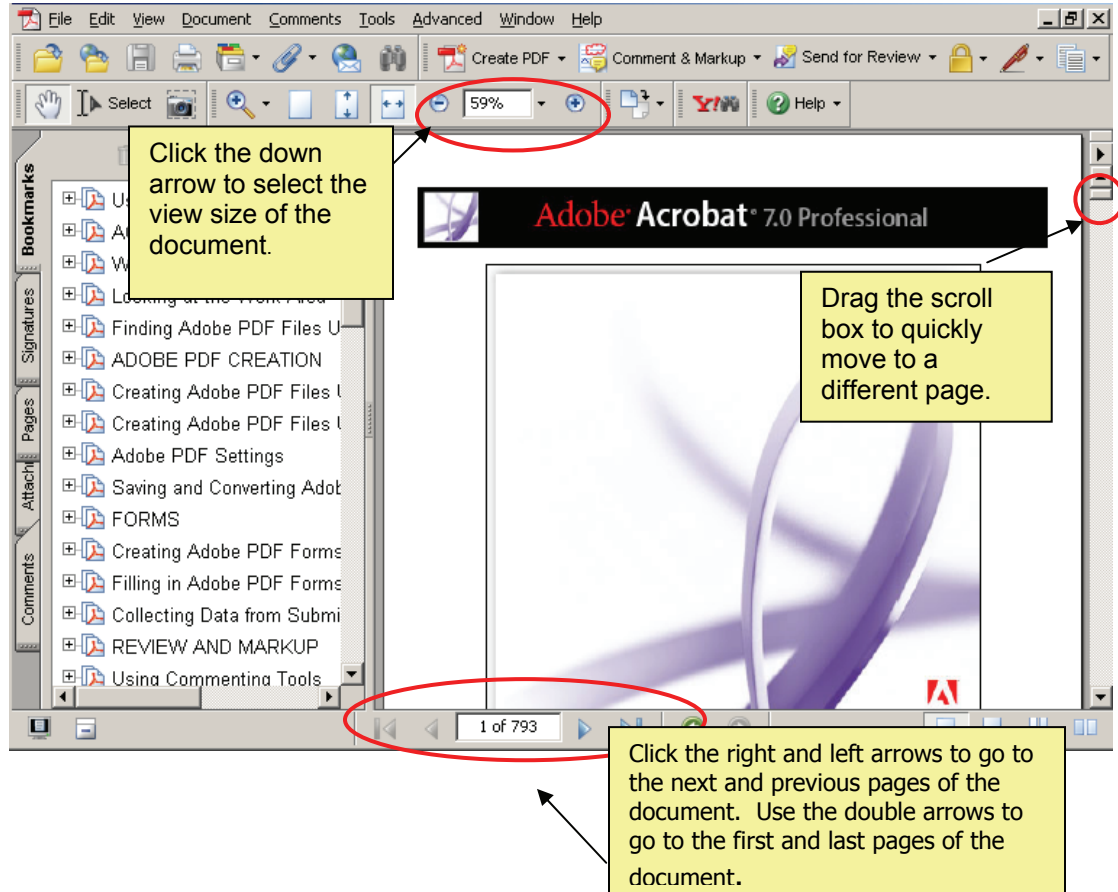 File Edit View Document Comments Tools Advanced Window Help
Create PDF Comment & Markup Send for Review
Select 59% Y! Help
Click the down
arrow to select the
view size of the
document.
Bookmarks
Signatures
Pages
Attach
Comments
Looking at the Work Area
Finding Adobe PDF Files U
ADOBE PDF CREATION
Creating Adobe PDF Files
Creating Adobe PDF Files
Adobe PDF Settings
Saving and Converting Adob
FORMS
Creating Adobe PDF Forms
Filling in Adobe PDF Forms
Collecting Data from Submi
REVIEW AND MARKUP
Using Commenting Tools
Adobe Acrobat 7.0 Professional
Drag the scroll
box to quickly
move to a
different page.
1 of 793
Click the right and left arrows to go to
the next and previous pages of the
document. Use the double arrows to
go to the first and last pages of the
document.